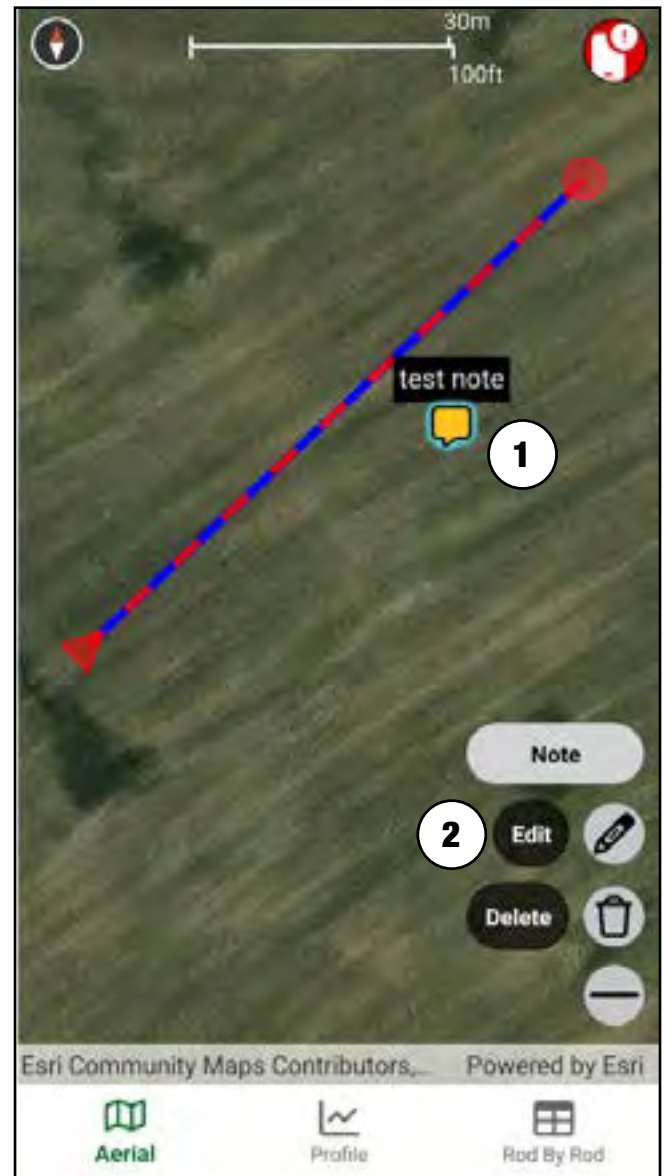 30m
100ft
test note
1
Note
2 Edit
Delete
Esri Community Maps Contributors,... Powered by Esri
Aerial Profile Rod By Rod